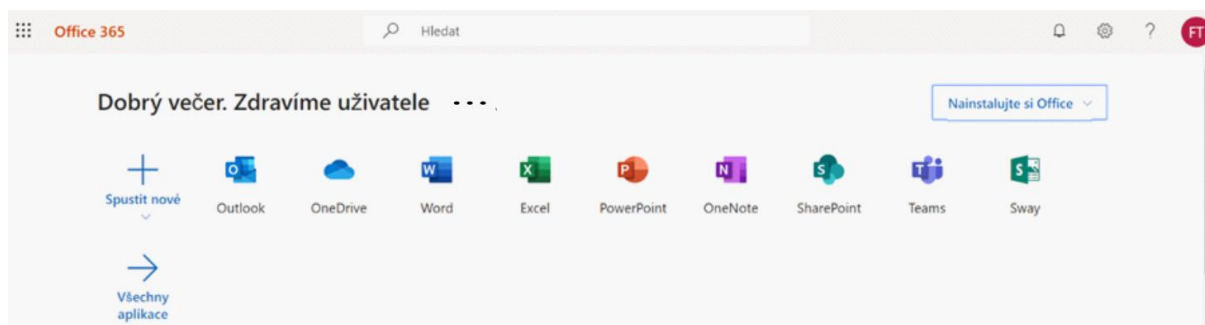 Office 365
Hledat
?
FT
Dobrý večer. Zdravíme uživatele ...
Nainstalujte si Office
Spustit nové
Outlook
OneDrive
Word
Excel
PowerPoint
OneNote
SharePoint
Teams
Sway
Všechny
aplikace